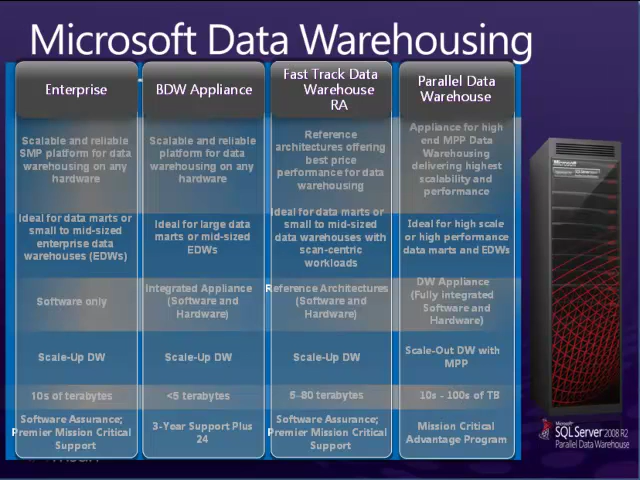 Microsoft Data Warehousing
Enterprise
Scalable and reliable
SMP platform for data
warehousing on any
hardware
Ideal for data marts or
small to mid-sized
enterprise data
warehouses (EDWs)
Software only
Scale-Up DW
10s of terabytes
Software Assurance;
Premier Mission Critical
Support
BDW Appliance
Scalable and reliable
platform for data
warehousing on any
hardware
Ideal for large data
marts or mid-sized
EDWs
Integrated Appliance
(Software and
Hardware)
Scale-Up DW
<5 terabytes
3-Year Support Plus
24
Fast Track Data
Warehouse
RA
Reference
architectures offering
best price
performance for data
warehousing
Ideal for data marts or
small to mid-sized
data warehouses with
scan-centric
workloads
Reference Architectures
(Software and
Hardware)
Scale-Up DW
5–80 terabytes
Software Assurance;
Premier Mission Critical
Support
Parallel Data
Warehouse
Appliance for high
end MPP Data
Warehousing
delivering highest
scalability and
performance
Ideal for high scale
or high performance
data marts and EDWs
DW Appliance
(Fully integrated
Software and
Hardware)
Scale-Out DW with
MPP
10s - 100s of TB
Mission Critical
Advantage Program
Microsoft
Microsoft
SQL Server 2008 R2
Parallel Data Warehouse